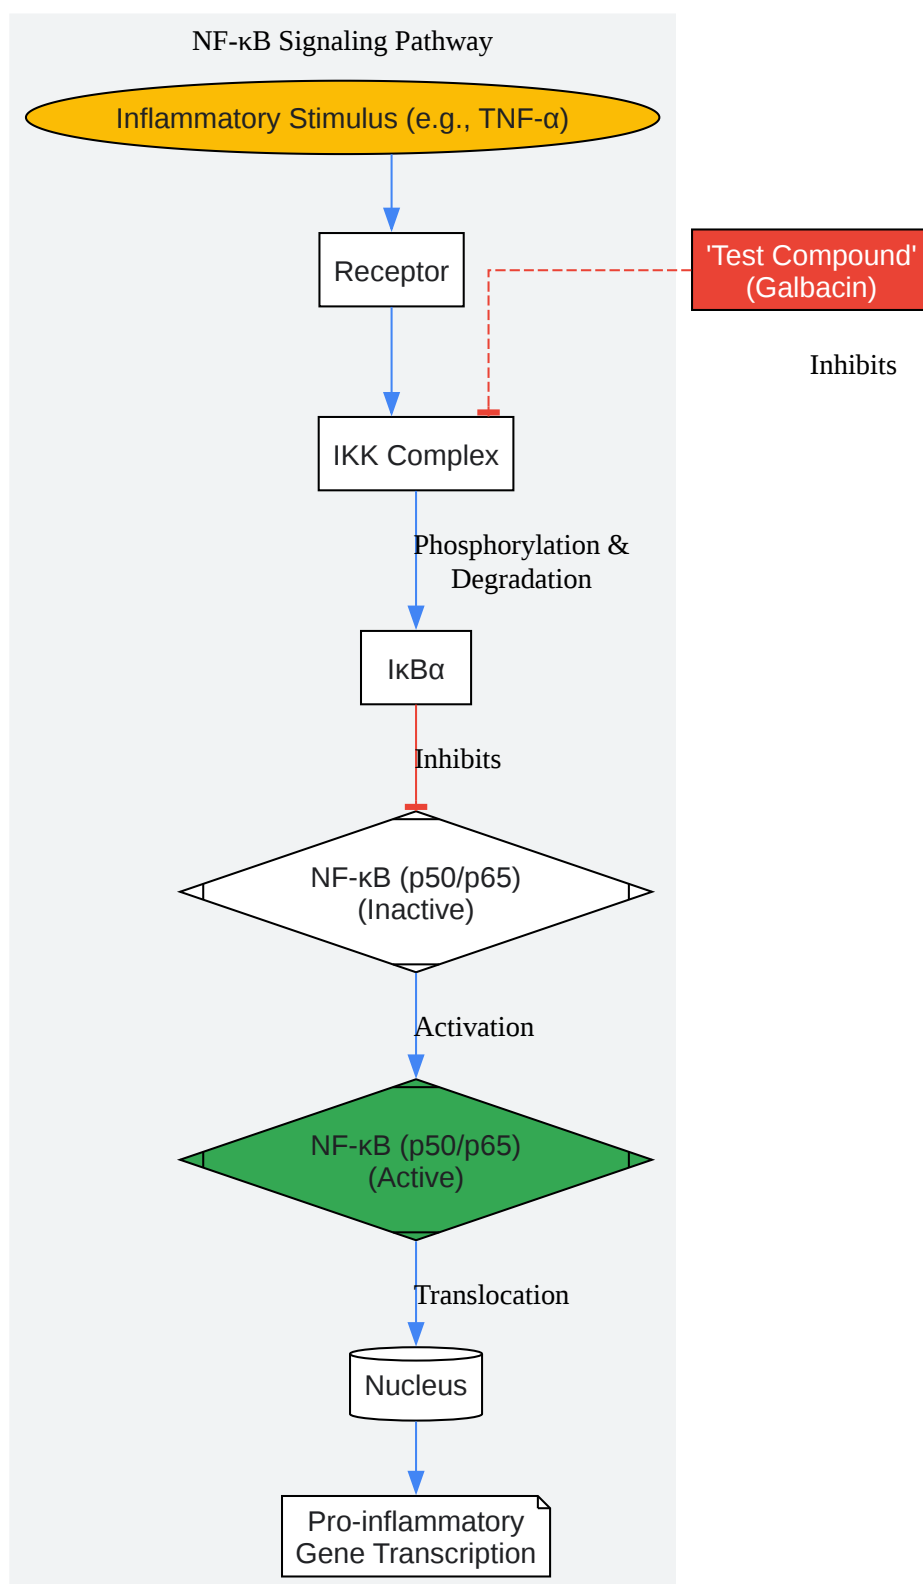 NF-κB Signaling Pathway
Inflammatory Stimulus (e.g., TNF-α)
Receptor
'Test Compound'
(Galbacin)
Inhibits
IKK Complex
Phosphorylation &
Degradation
IκBα
Inhibits
NF-κB (p50/p65)
(Inactive)
Activation
NF-κB (p50/p65)
(Active)
Translocation
Nucleus
Pro-inflammatory
Gene Transcription